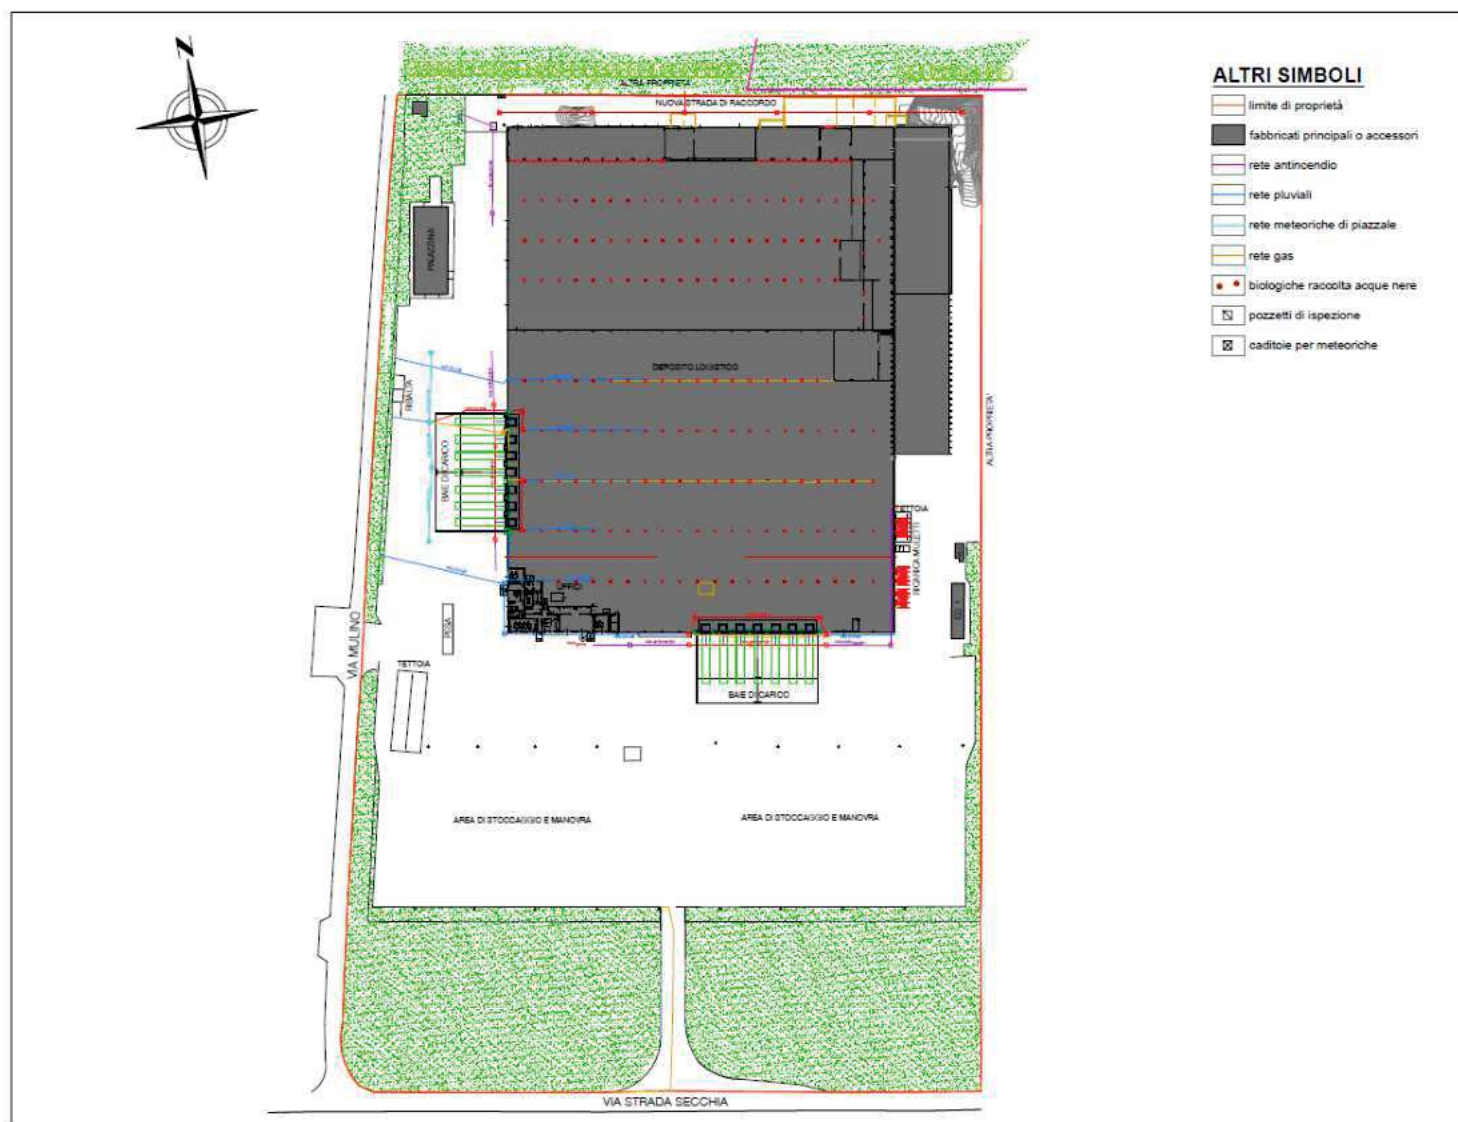 N
ALTRI SIMBOLI
limite di proprietà
fabbricati principali o accessori
rete antincendio
rete pluviali
rete meteoriche di piazzale
rete gas
biologiche raccolta acque nere
pozzetti di ispezione
caditoie per meteoriche
ALTRA PROPRIETA'
NUOVA STRADA DI RACCORDO
PALAZZINA
DEPOSITO LOGISTICO
RIBALTA
BAIE DI CARICO
ALTRA PROPRIETA'
TETTOIA
RICARICA MULETTI
UFFICI
PESA
VIA MULINO
TETTOIA
BAIE DI CARICO
AREA DI STOCCAGGIO E MANOVRA
AREA DI STOCCAGGIO E MANOVRA
VIA STRADA SECCHIA